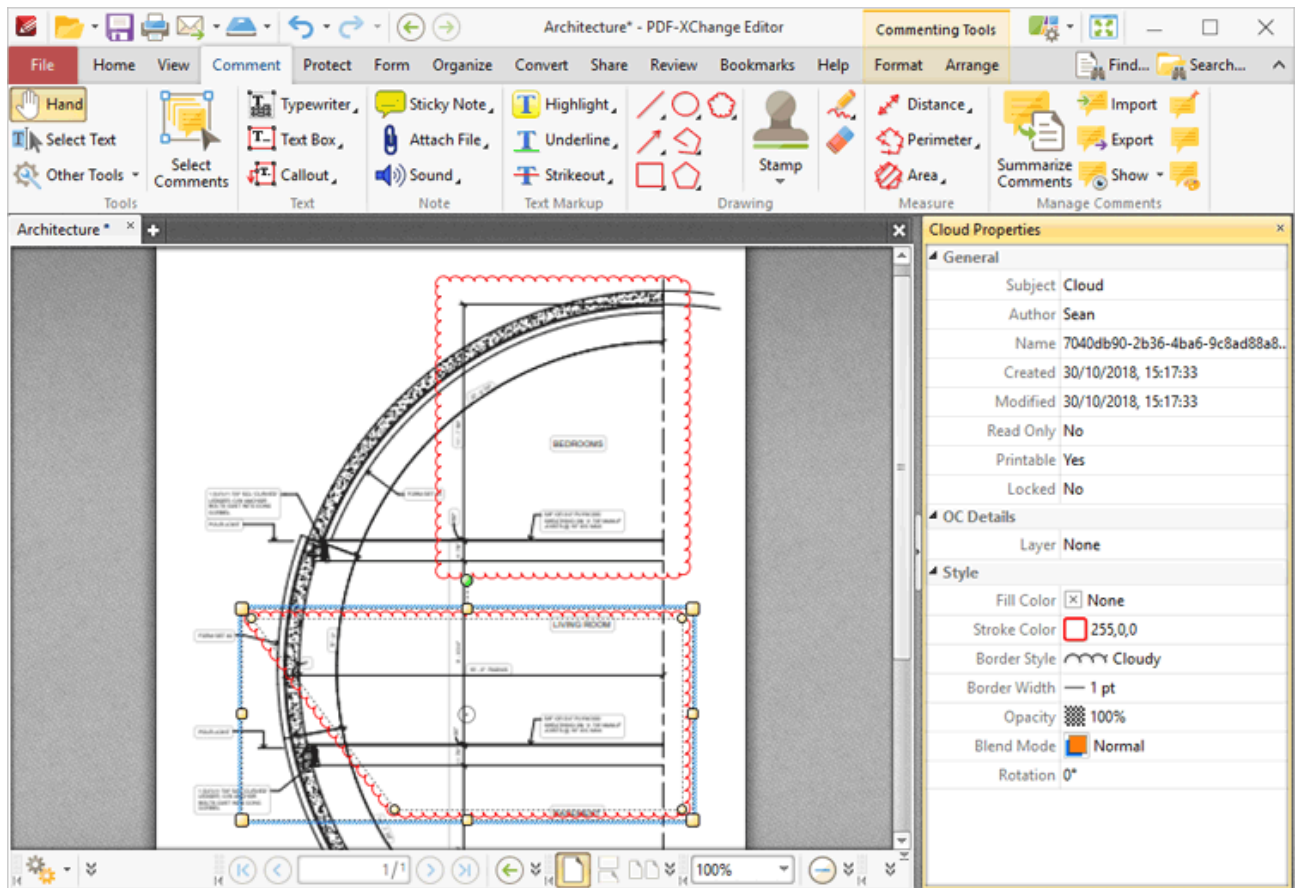 Architecture* - PDF-XChange Editor
Commenting Tools
File Home View Comment Protect Form Organize Convert Share Review Bookmarks Help Format Arrange Find... Search...
Hand Typewriter Sticky Note Highlight Distance Import
Select Text Text Box Attach File Underline Perimeter Export
Other Tools Select Comments Callout Sound Strikeout Stamp Area Summarize Comments Show
Tools Text Note Text Markup Drawing Measure Manage Comments
Architecture *
Cloud Properties
General
Subject Cloud
Author Sean
Name 7040db90-2b36-4ba6-9c8ad88a8..
Created 30/10/2018, 15:17:33
Modified 30/10/2018, 15:17:33
Read Only No
Printable Yes
Locked No
OC Details
Layer None
Style
Fill Color None
Stroke Color 255,0,0
Border Style Cloudy
Border Width 1 pt
Opacity 100%
Blend Mode Normal
Rotation 0°
BEDROOMS
LIVING ROOM
BASEMENT
1/1
100%